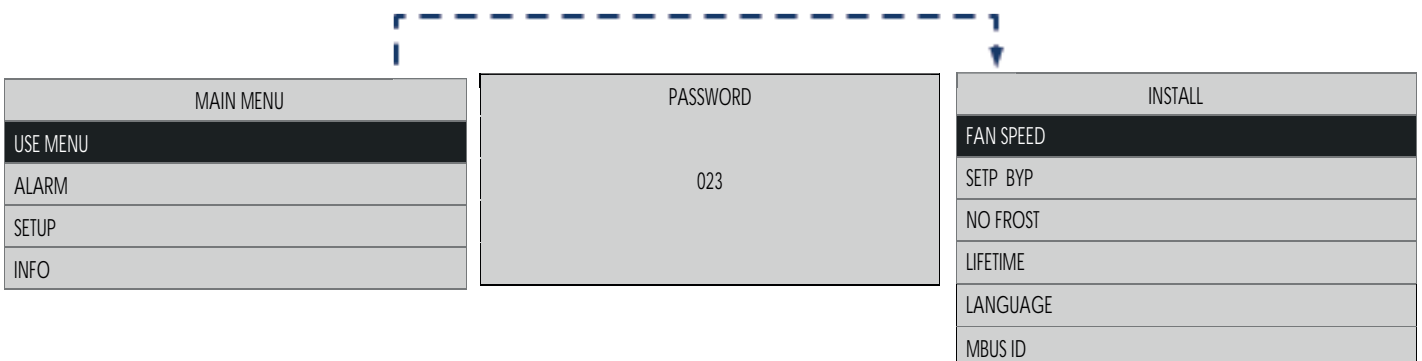 MAIN MENU
USE MENU
ALARM
SETUP
INFO
PASSWORD
023
INSTALL
FAN SPEED
SETP BYP
NO FROST
LIFETIME
LANGUAGE
MBUS ID